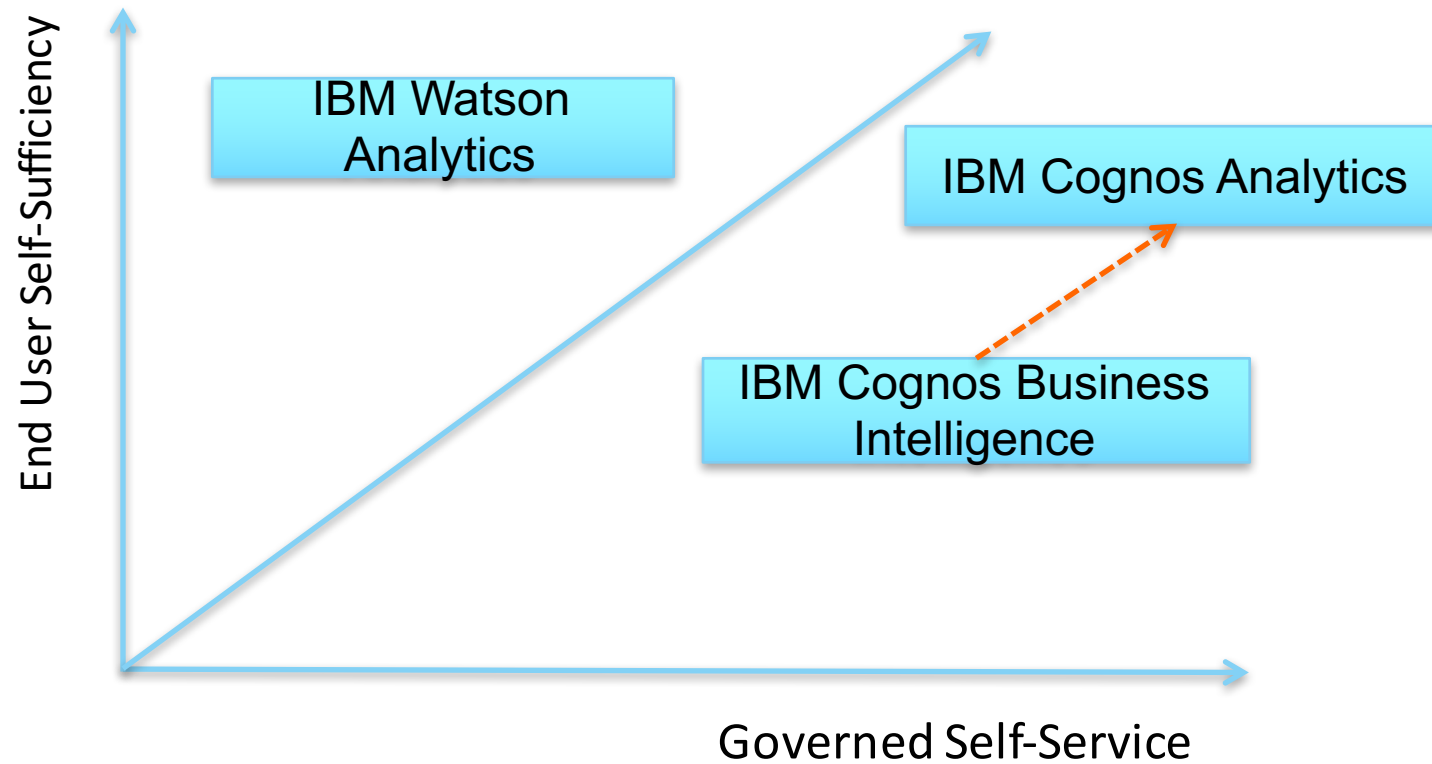 End User Self-Sufficiency
IBM Watson
Analytics
IBM Cognos Analytics
IBM Cognos Business
Intelligence
Governed Self-Service